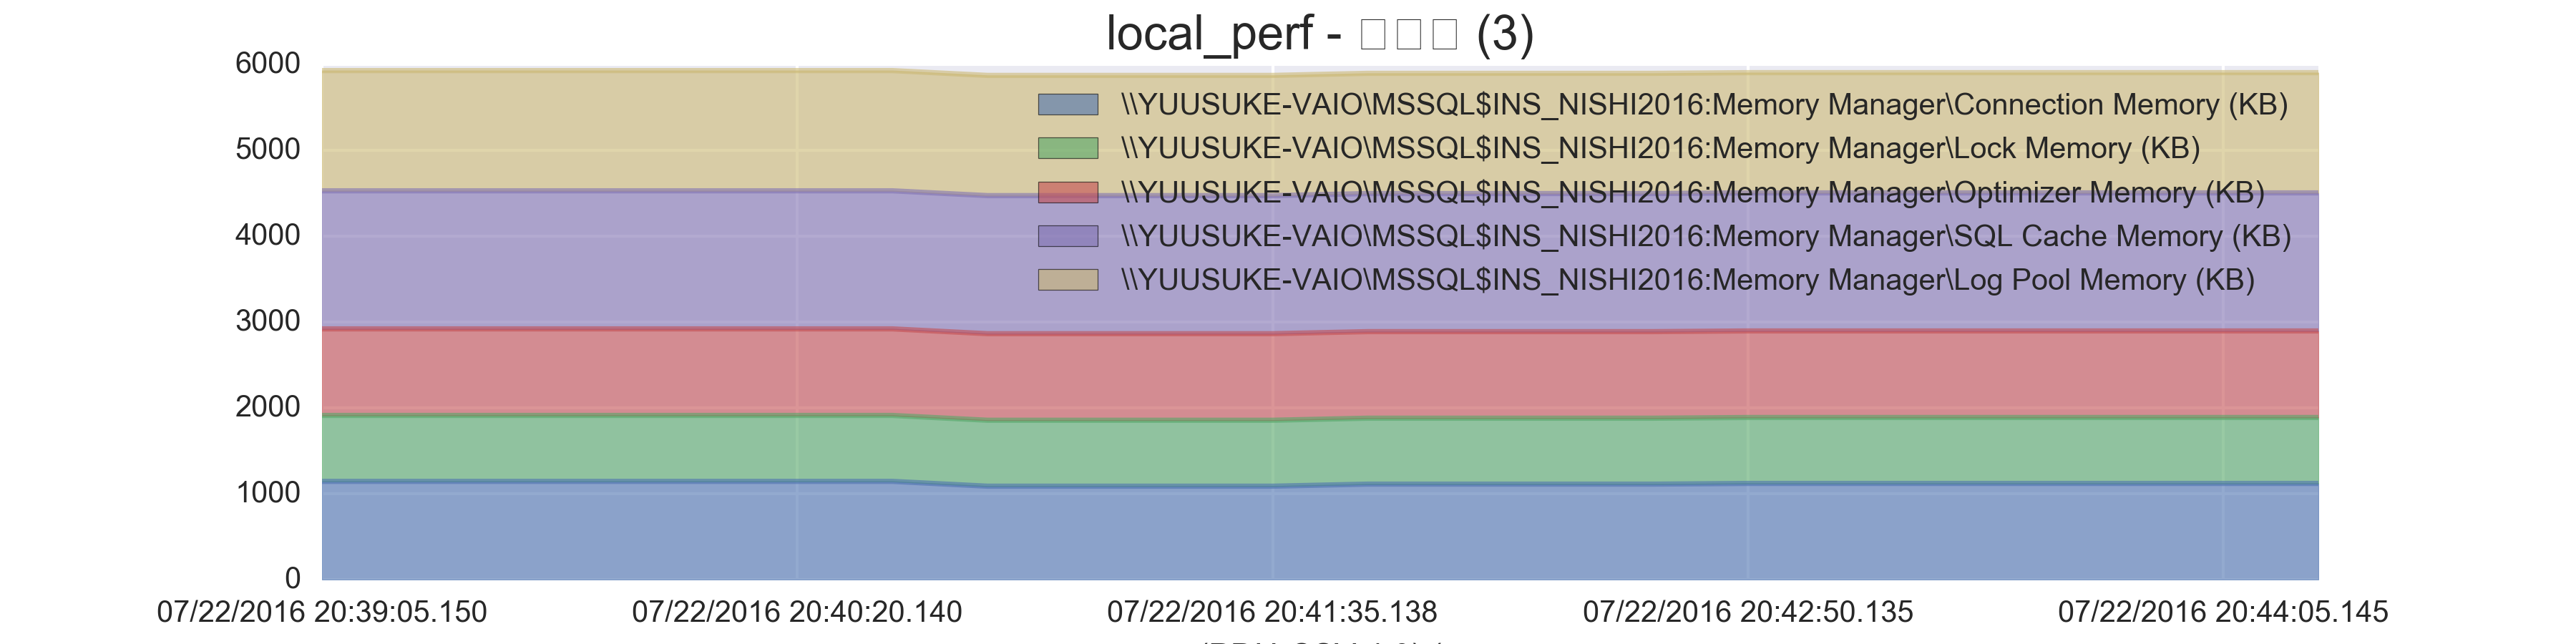 local_perf - □□□ (3)
6000
5000
4000
3000
2000
1000
0
\\YUUSUKE-VAIO\MSSQL$INS_NISHI2016:Memory Manager\Connection Memory (KB)
\\YUUSUKE-VAIO\MSSQL$INS_NISHI2016:Memory Manager\Lock Memory (KB)
\\YUUSUKE-VAIO\MSSQL$INS_NISHI2016:Memory Manager\Optimizer Memory (KB)
\\YUUSUKE-VAIO\MSSQL$INS_NISHI2016:Memory Manager\SQL Cache Memory (KB)
\\YUUSUKE-VAIO\MSSQL$INS_NISHI2016:Memory Manager\Log Pool Memory (KB)
07/22/2016 20:39:05.150 07/22/2016 20:40:20.140 07/22/2016 20:41:35.138 07/22/2016 20:42:50.135 07/22/2016 20:44:05.145